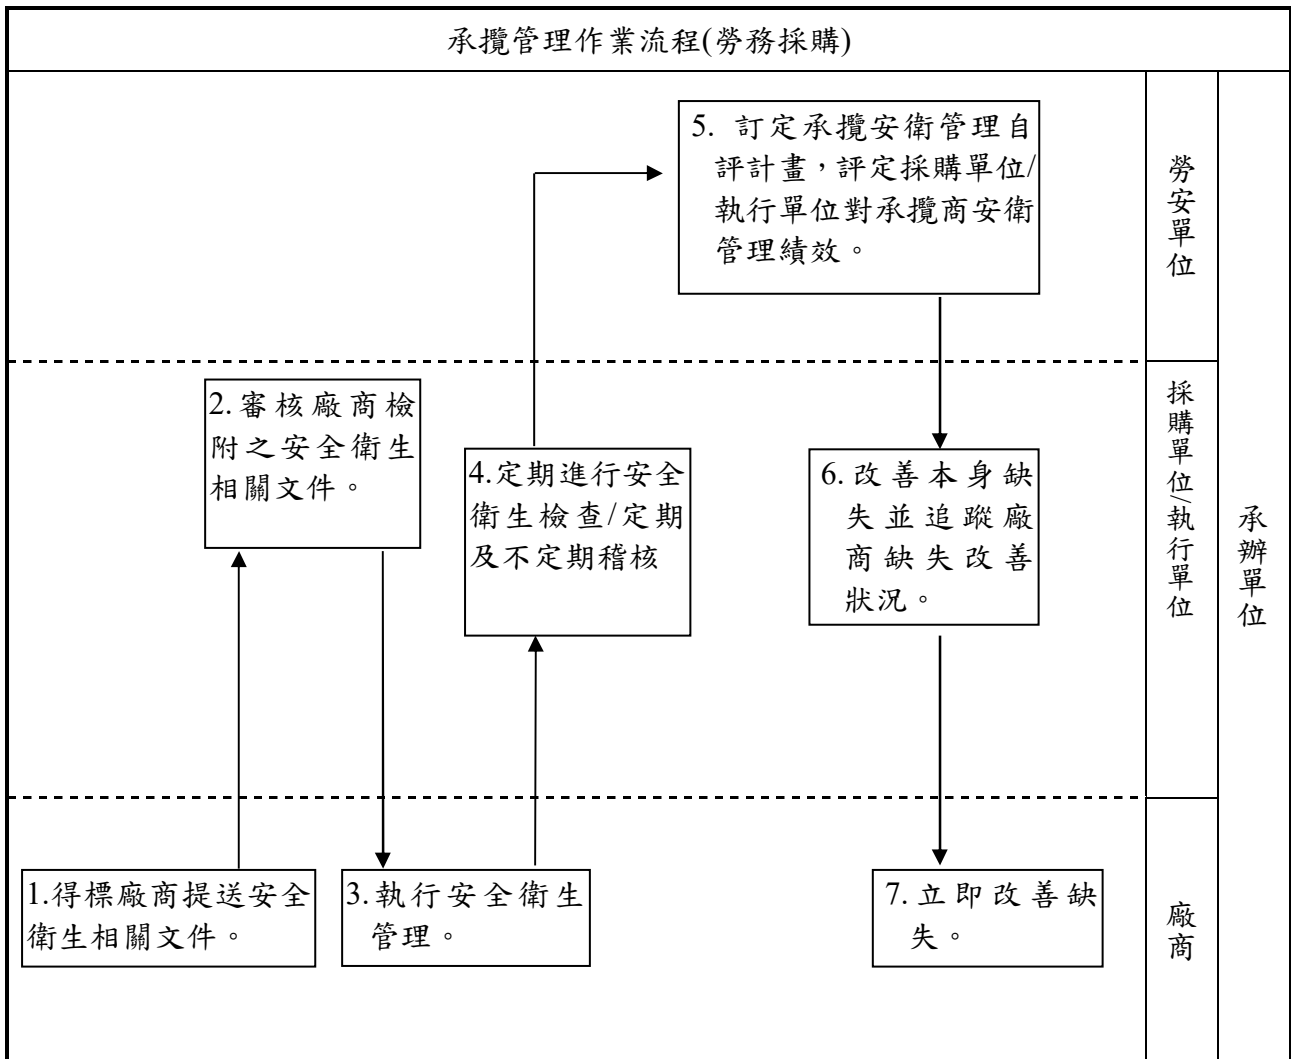 承攬管理作業流程(勞務採購)
5. 訂定承攬安衛管理自
評計畫，評定採購單位/
執行單位對承攬商安衛
管理績效。
勞安單位
2.審核廠商檢
附之安全衛生
相關文件。
4.定期進行安全
衛生檢查/定期
及不定期稽核
6.改善本身缺
失並追蹤廠
商缺失改善
狀況。
採購單位/執行單位
承辦單位
1.得標廠商提送安全
衛生相關文件。
3.執行安全衛生
管理。
7.立即改善缺
失。
廠商